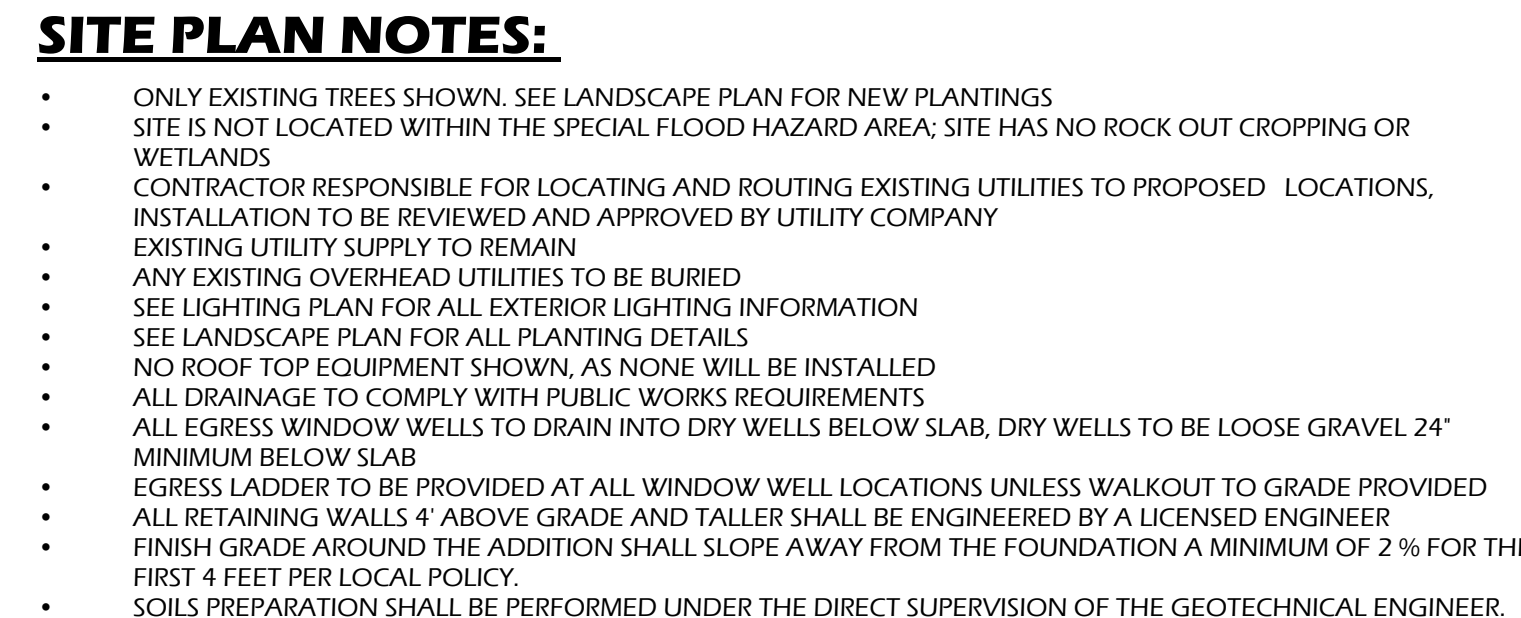 SITE PLAN NOTES:
• ONLY EXISTING TREES SHOWN. SEE LANDSCAPE PLAN FOR NEW PLANTINGS
• SITE IS NOT LOCATED WITHIN THE SPECIAL FLOOD HAZARD AREA; SITE HAS NO ROCK OUT CROPPING OR
WETLANDS
• CONTRACTOR RESPONSIBLE FOR LOCATING AND ROUTING EXISTING UTILITIES TO PROPOSED LOCATIONS,
INSTALLATION TO BE REVIEWED AND APPROVED BY UTILITY COMPANY
• EXISTING UTILITY SUPPLY TO REMAIN
• ANY EXISTING OVERHEAD UTILITIES TO BE BURIED
• SEE LIGHTING PLAN FOR ALL EXTERIOR LIGHTING INFORMATION
• SEE LANDSCAPE PLAN FOR ALL PLANTING DETAILS
• NO ROOF TOP EQUIPMENT SHOWN, AS NONE WILL BE INSTALLED
• ALL DRAINAGE TO COMPLY WITH PUBLIC WORKS REQUIREMENTS
• ALL EGRESS WINDOW WELLS TO DRAIN INTO DRY WELLS BELOW SLAB, DRY WELLS TO BE LOOSE GRAVEL 24"
MINIMUM BELOW SLAB
• EGRESS LADDER TO BE PROVIDED AT ALL WINDOW WELL LOCATIONS UNLESS WALKOUT TO GRADE PROVIDED
• ALL RETAINING WALLS 4' ABOVE GRADE AND TALLER SHALL BE ENGINEERED BY A LICENSED ENGINEER
• FINISH GRADE AROUND THE ADDITION SHALL SLOPE AWAY FROM THE FOUNDATION A MINIMUM OF 2 % FOR THE
FIRST 4 FEET PER LOCAL POLICY.
• SOILS PREPARATION SHALL BE PERFORMED UNDER THE DIRECT SUPERVISION OF THE GEOTECHNICAL ENGINEER.